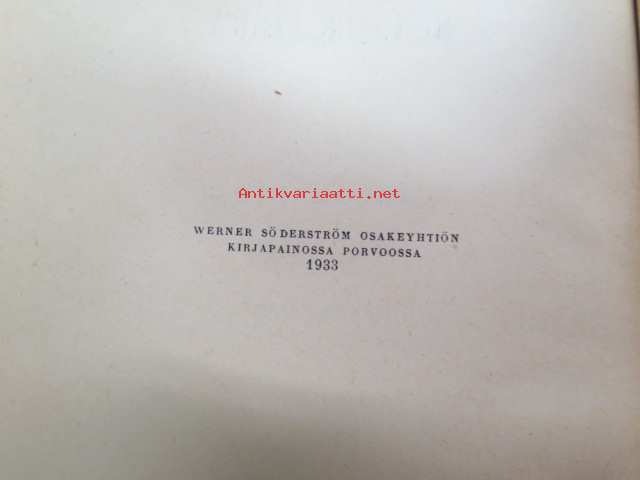 Antikvariaatti.net
WERNER SÖDERSTRÖM OSAKEYHTIÖN
KIRJAPAINOSSA PORVOOSSA
1933